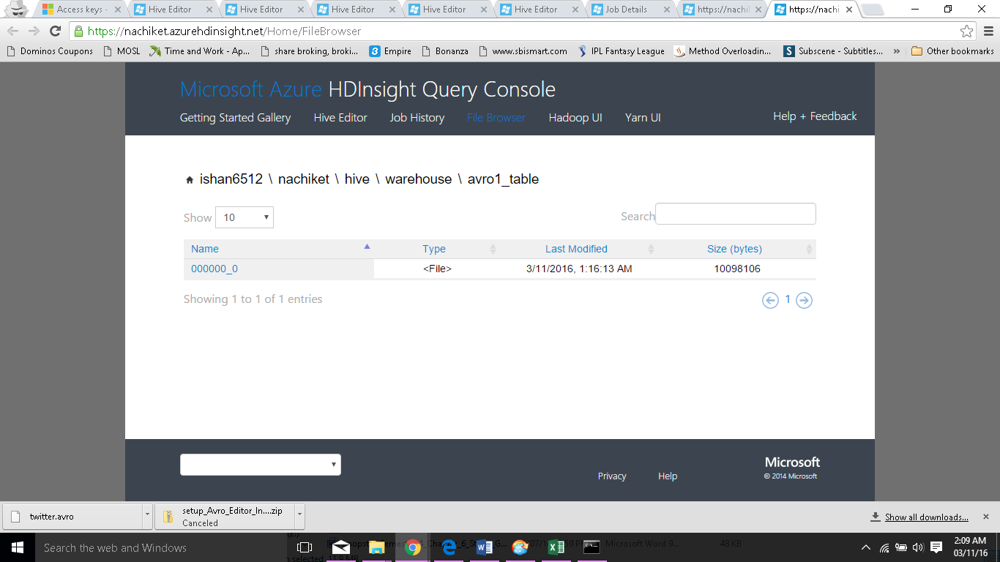 Access keys -
Hive Editor
Hive Editor
Hive Editor
Hive Editor
Hive Editor
Job Details
https://nachi
https://nachi
https://nachiket.azurehdinsight.net/Home/FileBrowser
Dominos Coupons
MOSL
Time and Work - Ap...
share broking, broki...
Empire
Bonanza
www.sbismart.com
IPL Fantasy League
Method Overloadin...
Subscene - Subtitles...
»
Other bookmarks
Microsoft Azure HDInsight Query Console
Getting Started Gallery Hive Editor Job History File Browser Hadoop UI Yarn UI Help + Feedback
ishan6512 \ nachiket \ hive \ warehouse \ avro1_table
Show 10 Search
Name Type Last Modified Size (bytes)
000000_0 <File> 3/11/2016, 1:16:13 AM 10098106
Showing 1 to 1 of 1 entries 1
Microsoft
Privacy Help © 2014 Microsoft
twitter.avro
setup_Avro_Editor_In....zip
Canceled
Show all downloads...
Search the web and Windows
Microsoft Word 9...
48 KB
2:09 AM
03/11/16